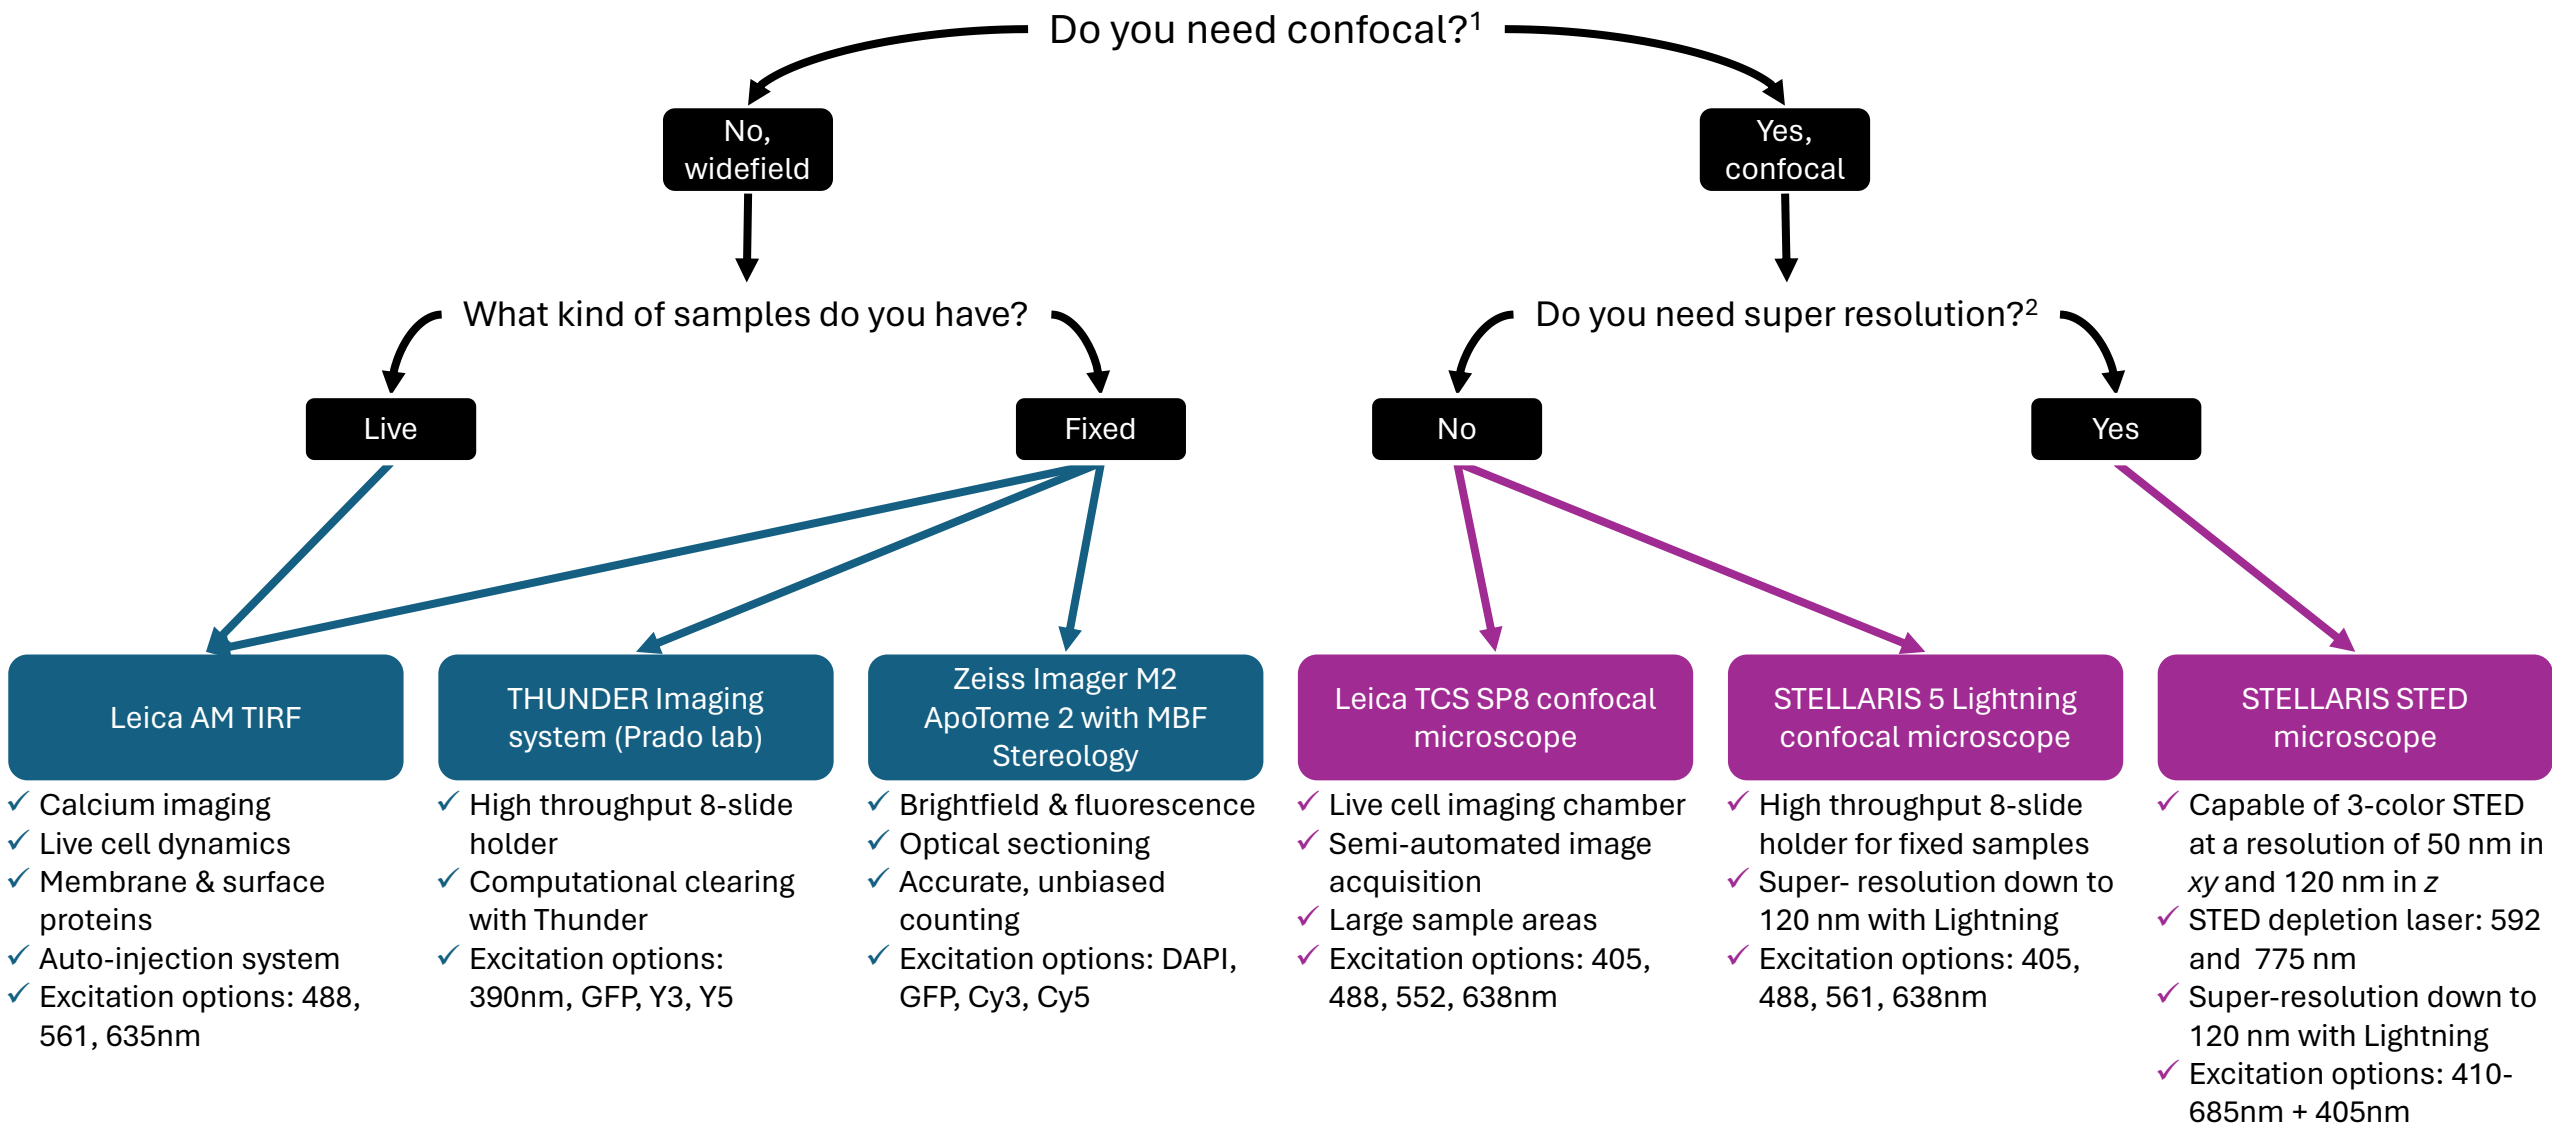 Do you need confocal?¹
No,
widefield
Yes,
confocal
What kind of samples do you have?
Do you need super resolution?²
Live
Fixed
No
Yes
Leica AM TIRF
✓ Calcium imaging
✓ Live cell dynamics
✓ Membrane & surface
proteins
✓ Auto-injection system
✓ Excitation options: 488,
561, 635nm
THUNDER Imaging
system (Prado lab)
✓ High throughput 8-slide
holder
✓ Computational clearing
with Thunder
✓ Excitation options:
390nm, GFP, Y3, Y5
Zeiss Imager M2
ApoTome 2 with MBF
Stereology
✓ Brightfield & fluorescence
✓ Optical sectioning
✓ Accurate, unbiased
counting
✓ Excitation options: DAPI,
GFP, Cy3, Cy5
Leica TCS SP8 confocal
microscope
✓ Live cell imaging chamber
✓ Semi-automated image
acquisition
✓ Large sample areas
✓ Excitation options: 405,
488, 552, 638nm
STELLARIS 5 Lightning
confocal microscope
✓ High throughput 8-slide
holder for fixed samples
✓ Super- resolution down to
120 nm with Lightning
✓ Excitation options: 405,
488, 561, 638nm
STELLARIS STED
microscope
✓ Capable of 3-color STED
at a resolution of 50 nm in
xy and 120 nm in z
✓ STED depletion laser: 592
and  775 nm
✓ Super-resolution down to
120 nm with Lightning
✓ Excitation options: 410-
685nm + 405nm